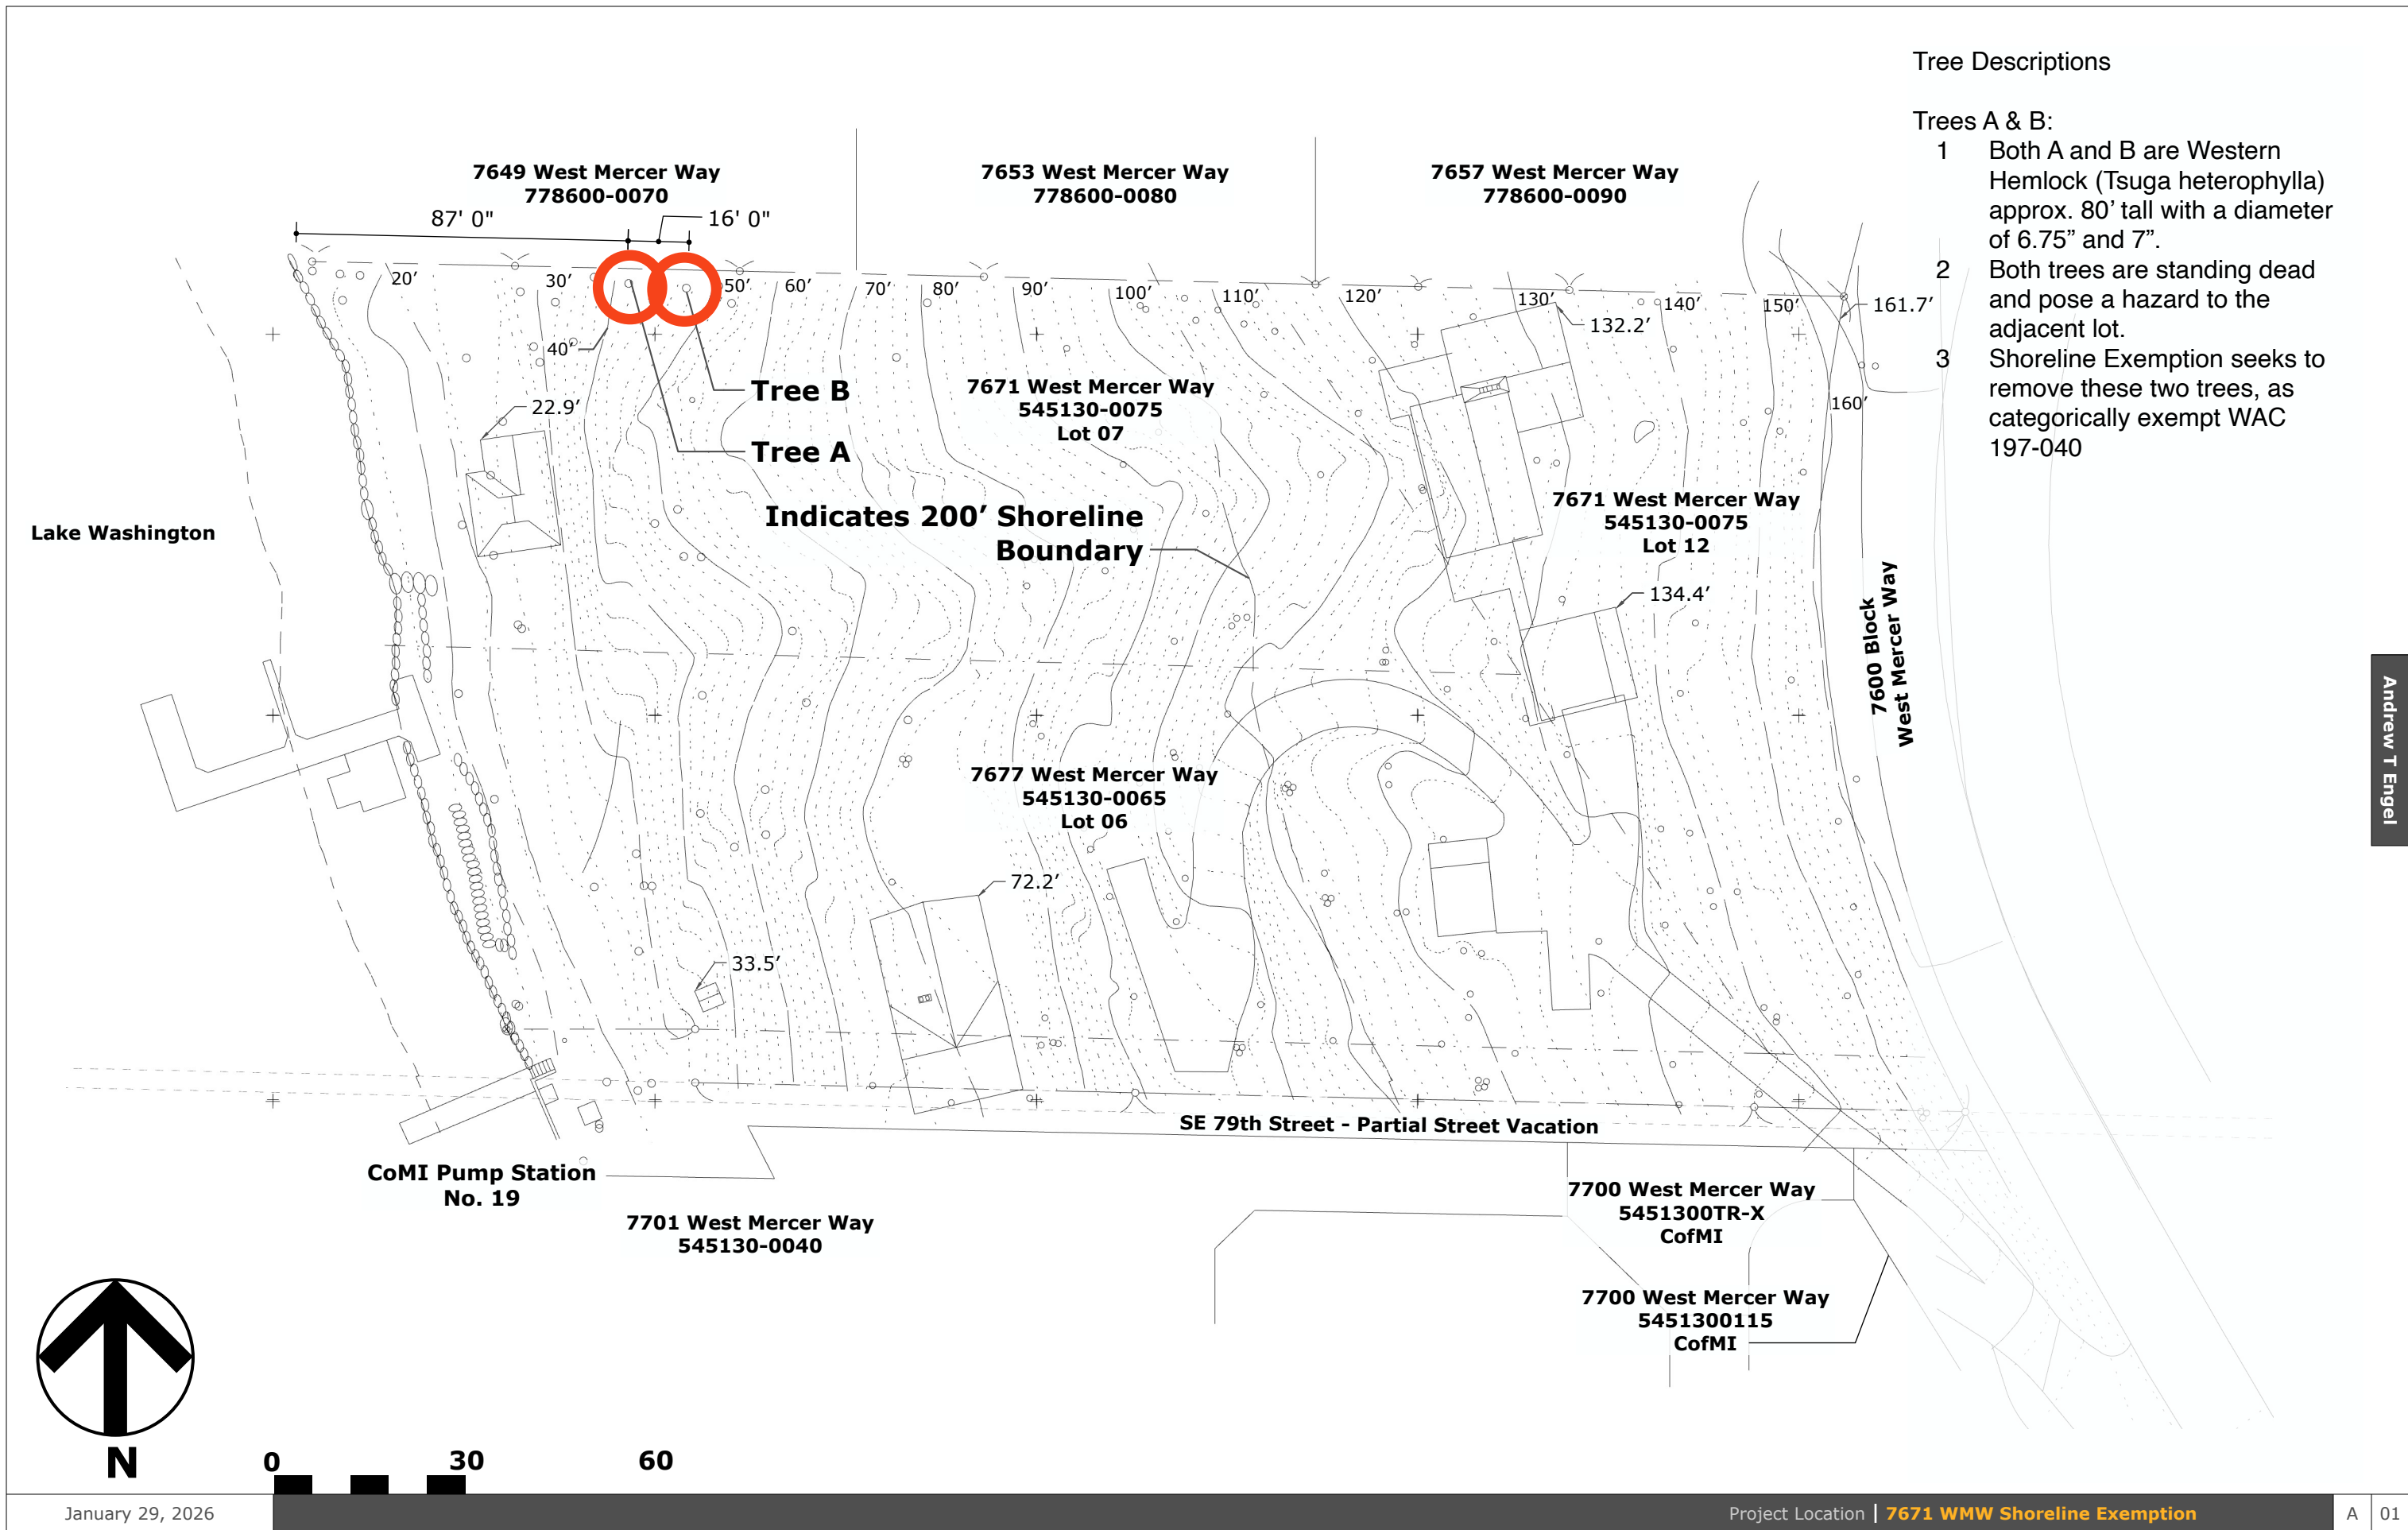 Tree Descriptions
Trees A & B:
1 Both A and B are Western
Hemlock (Tsuga heterophylla)
approx. 80’ tall with a diameter
of 6.75” and 7”.
2 Both trees are standing dead
and pose a hazard to the
adjacent lot.
3 Shoreline Exemption seeks to
remove these two trees, as
categorically exempt WAC
197-040
7649 West Mercer Way
778600-0070
7653 West Mercer Way
778600-0080
7657 West Mercer Way
778600-0090
87' 0"
16' 0"
20’
30’
50’
60’
70’
80’
90’
100’
110’
120’
130’
140’
150’
161.7’
132.2’
40’
160’
22.9’
Tree B
Tree A
7671 West Mercer Way
545130-0075
Lot 07
Indicates 200’ Shoreline
Boundary
7671 West Mercer Way
545130-0075
Lot 12
Lake Washington
134.4’
7600 Block
West Mercer Way
Andrew T Engel
7677 West Mercer Way
545130-0065
Lot 06
72.2’
33.5’
SE 79th Street - Partial Street Vacation
CoMI Pump Station
No. 19
7701 West Mercer Way
545130-0040
7700 West Mercer Way
5451300TR-X
CofMI
7700 West Mercer Way
5451300115
CofMI
N
0 30 60
January 29, 2026
Project Location | 7671 WMW Shoreline Exemption
A 01